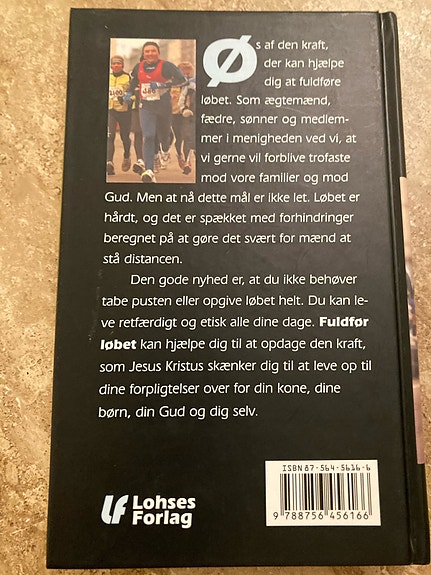 Øs af den kraft,
der kan hjælpe
dig at fuldføre
løbet. Som ægtemænd,
fædre, sønner og medlem-
mer i menigheden ved vi, at
vi gerne vil forblive trofaste
mod vore familier og mod
Gud. Men at nå dette mål er ikke let. Løbet er
hårdt, og det er spækket med forhindringer
beregnet på at gøre det svært for mænd at
stå distancen.
Den gode nyhed er, at du ikke behøver
tabe pusten eller opgive løbet helt. Du kan le-
ve retfærdigt og etisk alle dine dage. Fuldfør
løbet kan hjælpe dig til at opdage den kraft,
som Jesus Kristus skænker dig til at leve op til
dine forpligtelser over for din kone, dine
børn, din Gud og dig selv.
ISBN 87-564-5616-6
9 788756 456166
LF Lohses
Forlag